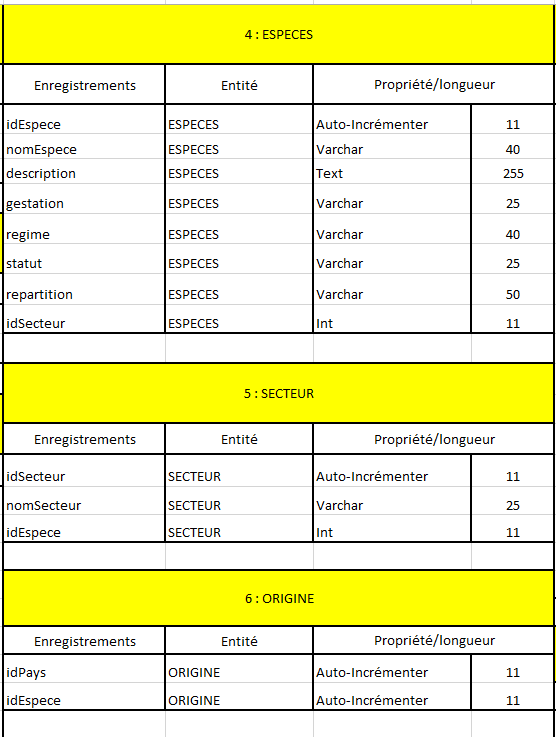 4 : ESPECES
Enregistrements Entité Propriété/longueur
idEspece ESPECES Auto-Incrémenter 11
nomEspece ESPECES Varchar 40
description ESPECES Text 255
gestation ESPECES Varchar 25
regime ESPECES Varchar 40
statut ESPECES Varchar 25
repartition ESPECES Varchar 50
idSecteur ESPECES Int 11
5 : SECTEUR
Enregistrements Entité Propriété/longueur
idSecteur SECTEUR Auto-Incrémenter 11
nomSecteur SECTEUR Varchar 25
idEspece SECTEUR Int 11
6 : ORIGINE
Enregistrements Entité Propriété/longueur
idPays ORIGINE Auto-Incrémenter 11
idEspece ORIGINE Auto-Incrémenter 11